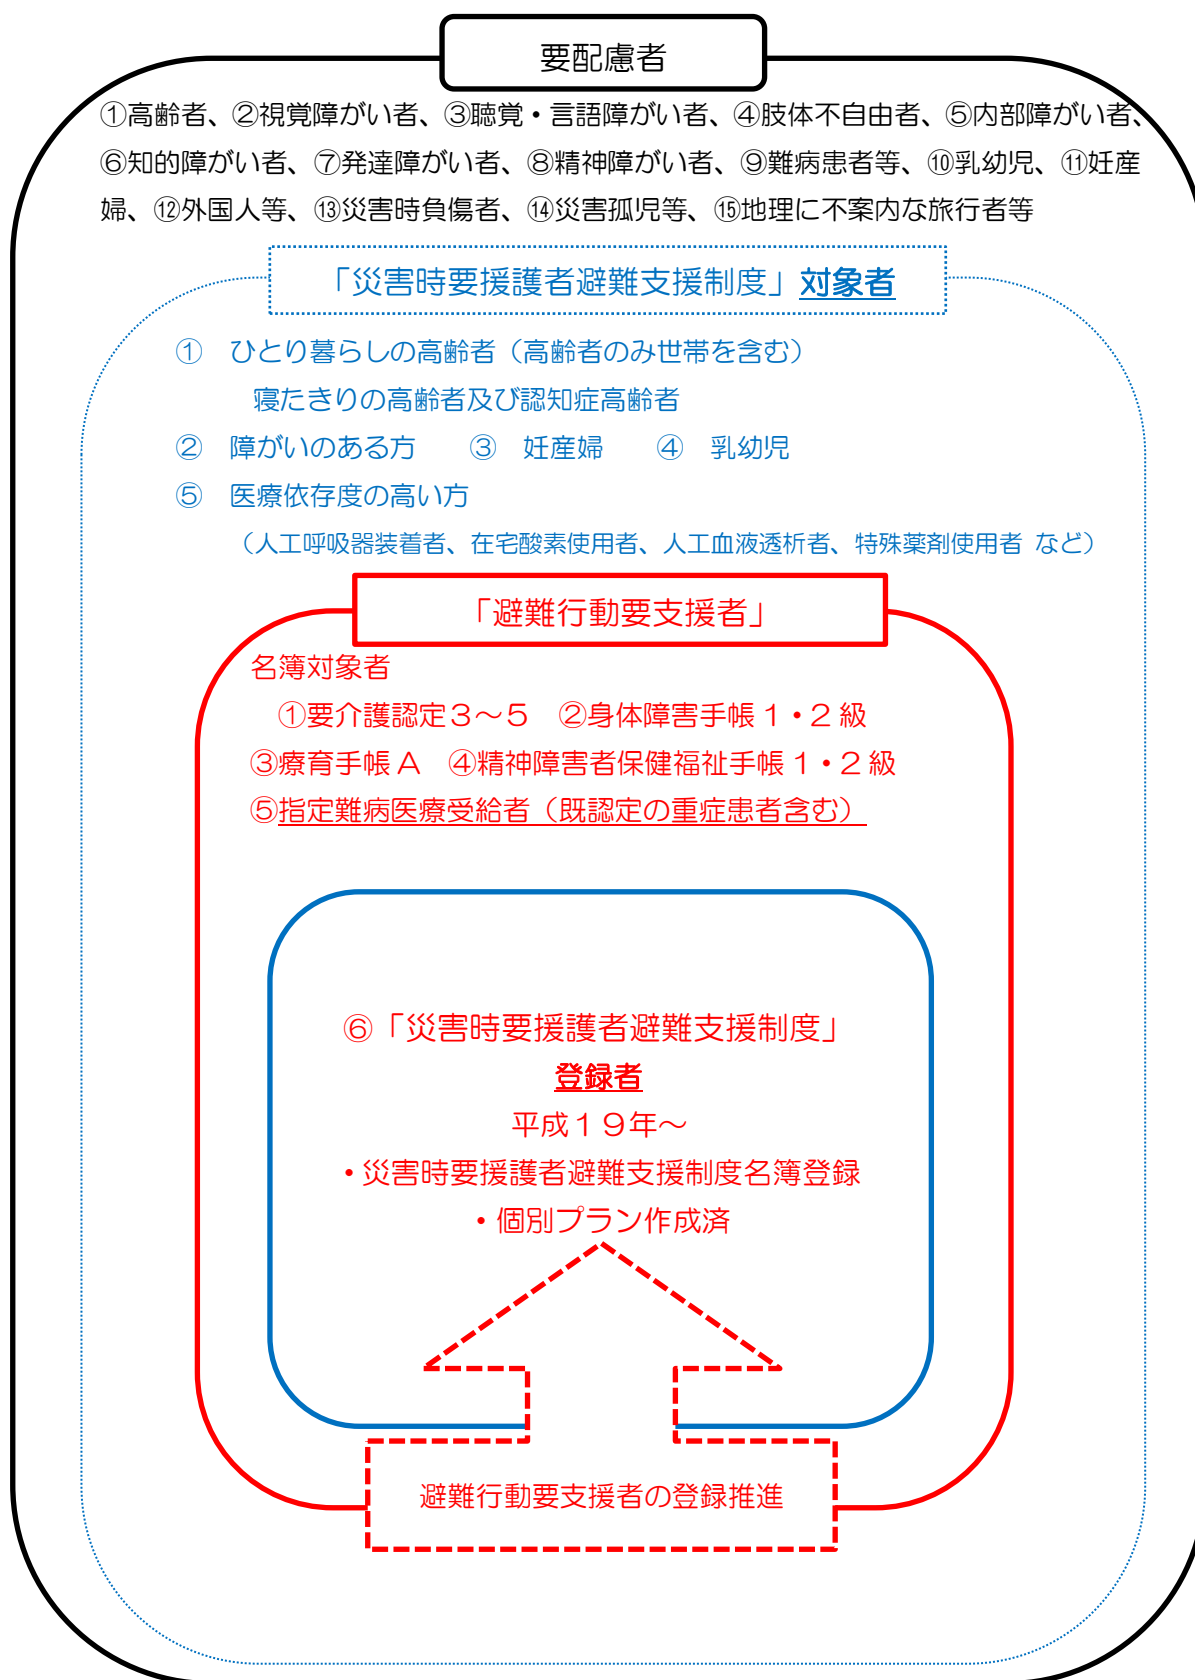 要配慮者
①高齢者、②視覚障がい者、③聴覚・言語障がい者、④肢体不自由者、⑤内部障がい者、
⑥知的障がい者、⑦発達障がい者、⑧精神障がい者、⑨難病患者等、⑩乳幼児、⑪妊産
婦、⑫外国人等、⑬災害時負傷者、⑭災害孤児等、⑮地理に不案内な旅行者等
「災害時要援護者避難支援制度」対象者
①　ひとり暮らしの高齢者（高齢者のみ世帯を含む）
寝たきりの高齢者及び認知症高齢者
②　障がいのある方　　③　妊産婦　　④　乳幼児
⑤　医療依存度の高い方
（人工呼吸器装着者、在宅酸素使用者、人工血液透析者、特殊薬剤使用者 など）
「避難行動要支援者」
名簿対象者
①要介護認定３～５　②身体障害手帳１・２級
③療育手帳Ａ　④精神障害者保健福祉手帳１・２級
⑤指定難病医療受給者（既認定の重症患者含む）
⑥「災害時要援護者避難支援制度」
登録者
平成１９年～
・災害時要援護者避難支援制度名簿登録
・個別プラン作成済
避難行動要支援者の登録推進